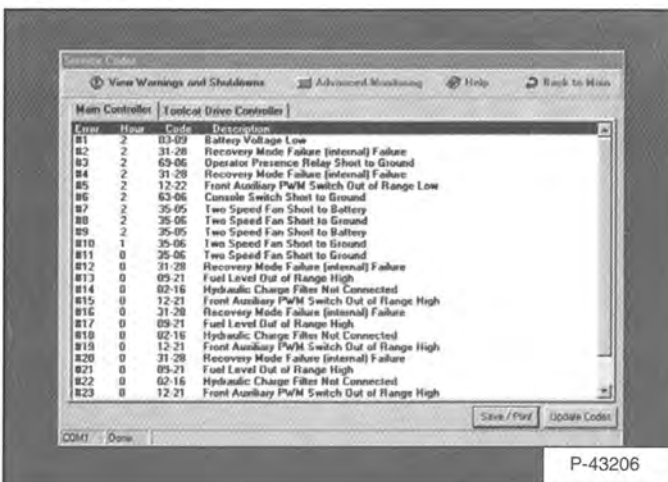 Service Codes
View Warnings and Shutdowns Advanced Monitoring Help Back to Main
Main Controller Toolcat Drive Controller
Error Hour Code Description
#1 2 03-09 Battery Voltage Low
#2 2 31-28 Recovery Mode Failure (internal) Failure
#3 2 69-06 Operator Presence Relay Short to Ground
#4 2 31-28 Recovery Mode Failure (internal) Failure
#5 2 12-22 Front Auxiliary PWM Switch Out of Range Low
#6 2 63-06 Console Switch Short to Ground
#7 2 35-05 Two Speed Fan Short to Battery
#8 2 35-06 Two Speed Fan Short to Ground
#9 2 35-05 Two Speed Fan Short to Battery
#10 1 35-06 Two Speed Fan Short to Ground
#11 0 35-06 Two Speed Fan Short to Ground
#12 0 31-28 Recovery Mode Failure (internal) Failure
#13 0 09-21 Fuel Level Out of Range High
#14 0 02-16 Hydraulic Charge Filter Not Connected
#15 0 12-21 Front Auxiliary PWM Switch Out of Range High
#16 0 31-28 Recovery Mode Failure (internal) Failure
#17 0 09-21 Fuel Level Out of Range High
#18 0 02-16 Hydraulic Charge Filter Not Connected
#19 0 12-21 Front Auxiliary PWM Switch Out of Range High
#20 0 31-28 Recovery Mode Failure (internal) Failure
#21 0 09-21 Fuel Level Out of Range High
#22 0 02-16 Hydraulic Charge Filter Not Connected
#23 0 12-21 Front Auxiliary PWM Switch Out of Range High
Save / Print Update Codes
COM1 Done
P-43206